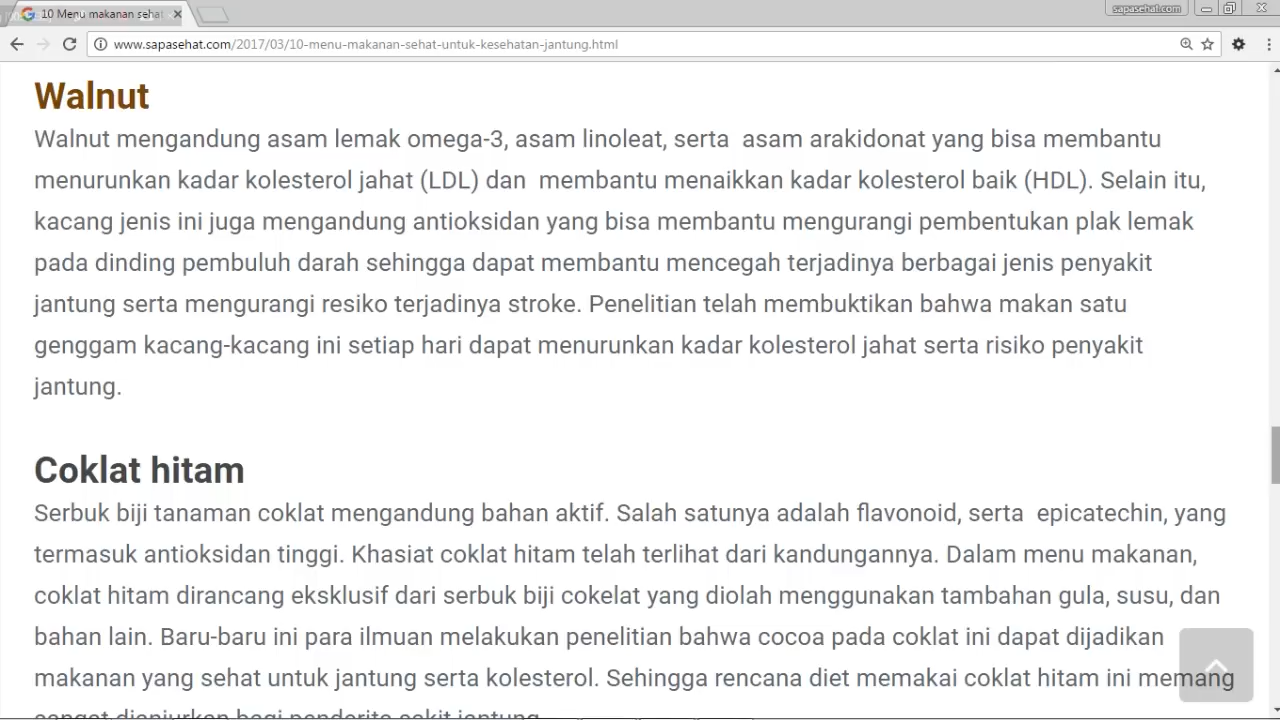 10 Menu makanan sehat
sapasehat.com
www.sapasehat.com/2017/03/10-menu-makanan-sehat-untuk-kesehatan-jantung.html
Walnut
Walnut mengandung asam lemak omega-3, asam linoleat, serta asam arakidonat yang bisa membantu
menurunkan kadar kolesterol jahat (LDL) dan membantu menaikkan kadar kolesterol baik (HDL). Selain itu,
kacang jenis ini juga mengandung antioksidan yang bisa membantu mengurangi pembentukan plak lemak
pada dinding pembuluh darah sehingga dapat membantu mencegah terjadinya berbagai jenis penyakit
jantung serta mengurangi resiko terjadinya stroke. Penelitian telah membuktikan bahwa makan satu
genggam kacang-kacang ini setiap hari dapat menurunkan kadar kolesterol jahat serta risiko penyakit
jantung.
Coklat hitam
Serbuk biji tanaman coklat mengandung bahan aktif. Salah satunya adalah flavonoid, serta epicatechin, yang
termasuk antioksidan tinggi. Khasiat coklat hitam telah terlihat dari kandungannya. Dalam menu makanan,
coklat hitam dirancang eksklusif dari serbuk biji cokelat yang diolah menggunakan tambahan gula, susu, dan
bahan lain. Baru-baru ini para ilmuan melakukan penelitian bahwa cocoa pada coklat ini dapat dijadikan
makanan yang sehat untuk jantung serta kolesterol. Sehingga rencana diet memakai coklat hitam ini memang
sangat dianjurkan bagi penderita sakit jantung.